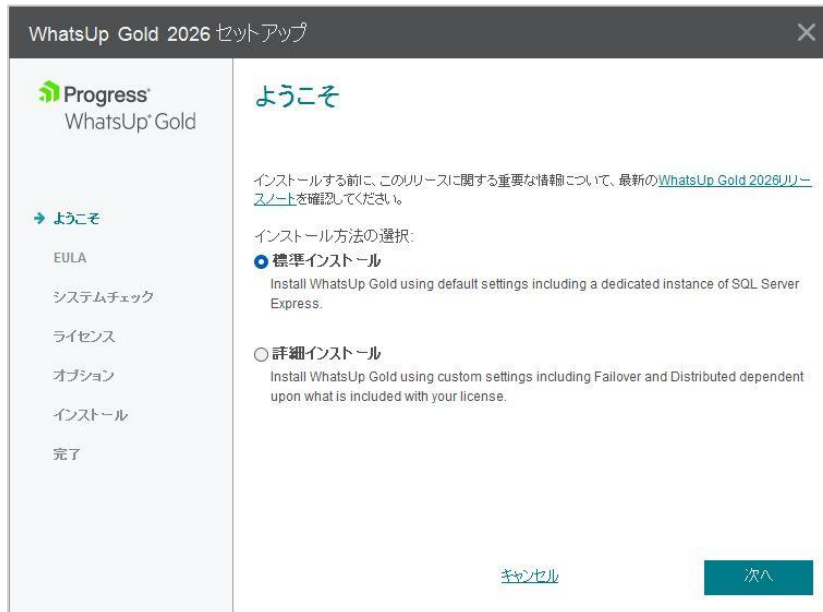 WhatsUp Gold 2026 セットアップ
Progress®
WhatsUp® Gold
ようこそ
EULA
システムチェック
ライセンス
オプション
インストール
完了
ようこそ
インストールする前に、このリリースに関する重要な情報について、最新のWhatsUp Gold 2026リリー
スノートを確認してください。
インストール方法の選択:
標準インストール
Install WhatsUp Gold using default settings including a dedicated instance of SQL Server
Express.
詳細インストール
Install WhatsUp Gold using custom settings including Failover and Distributed dependent
upon what is included with your license.
キャンセル
次へ